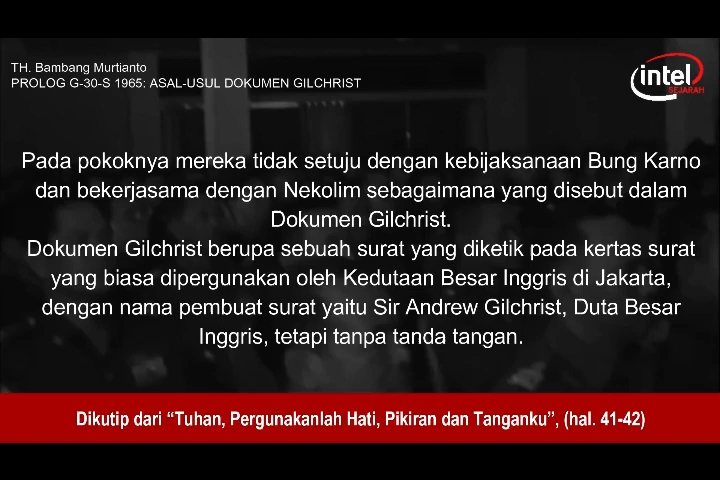 TH. Bambang Murtianto
PROLOG G-30-S 1965: ASAL-USUL DOKUMEN GILCHRIST
intel
SEJARAH
Pada pokoknya mereka tidak setuju dengan kebijaksanaan Bung Karno
dan bekerjasama dengan Nekolim sebagaimana yang disebut dalam
Dokumen Gilchrist.
Dokumen Gilchrist berupa sebuah surat yang diketik pada kertas surat
yang biasa dipergunakan oleh Kedutaan Besar Inggris di Jakarta,
dengan nama pembuat surat yaitu Sir Andrew Gilchrist, Duta Besar
Inggris, tetapi tanpa tanda tangan.
Dikutip dari “Tuhan, Pergunakanlah Hati, Pikiran dan Tanganku”, (hal. 41-42)